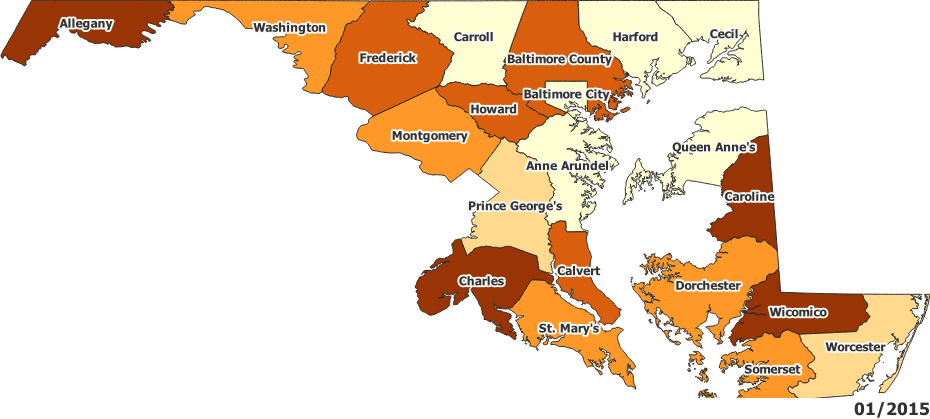 Allegany
Washington
Frederick
Carroll
Baltimore County
Harford
Cecil
Baltimore City
Howard
Montgomery
Anne Arundel
Queen Anne's
Caroline
Prince George's
Charles
Calvert
Dorchester
St. Mary's
Wicomico
Worcester
Somerset
01/2015